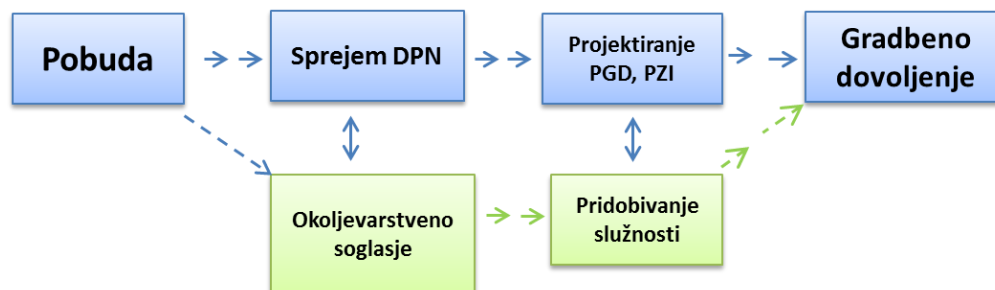 Pobuda
Sprejem DPN
Projektiranje
PGD, PZI
Gradbeno
dovoljenje
Okoljevarstveno
soglasje
Pridobivanje
služnosti